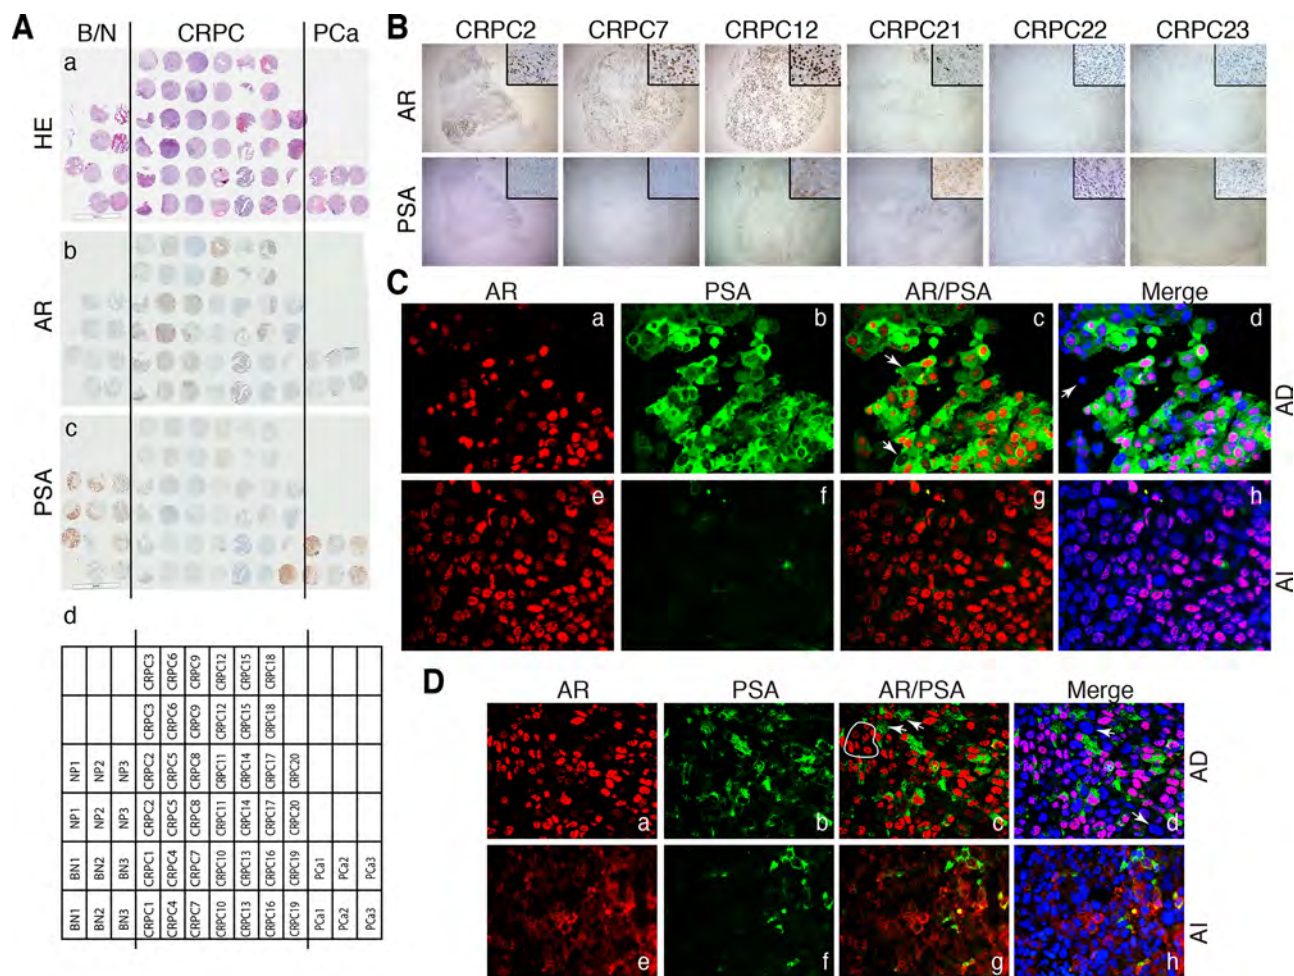 A
B/N CRPC PCa
a
HE
b
AR
c
PSA
d
CRPC3 CRPC6 CRPC9 CRPC12 CRPC15 CRPC18
CRPC3 CRPC6 CRPC9 CRPC12 CRPC15 CRPC18
NP1 NP2 NP3 CRPC2 CRPC5 CRPC8 CRPC11 CRPC14 CRPC17 CRPC20
NP1 NP2 NP3 CRPC2 CRPC5 CRPC8 CRPC11 CRPC14 CRPC17 CRPC20
BN1 BN2 BN3 CRPC1 CRPC4 CRPC7 CRPC10 CRPC13 CRPC16 CRPC19 PCa1 PCa2 PCa3
BN1 BN2 BN3 CRPC1 CRPC4 CRPC7 CRPC10 CRPC13 CRPC16 CRPC19 PCa1 PCa2 PCa3
B
CRPC2 CRPC7 CRPC12 CRPC21 CRPC22 CRPC23
AR
PSA
C
AR PSA AR/PSA Merge
a b c d
AD
e f g h
AI
D
AR PSA AR/PSA Merge
a b c d
AD
e f g h
AI